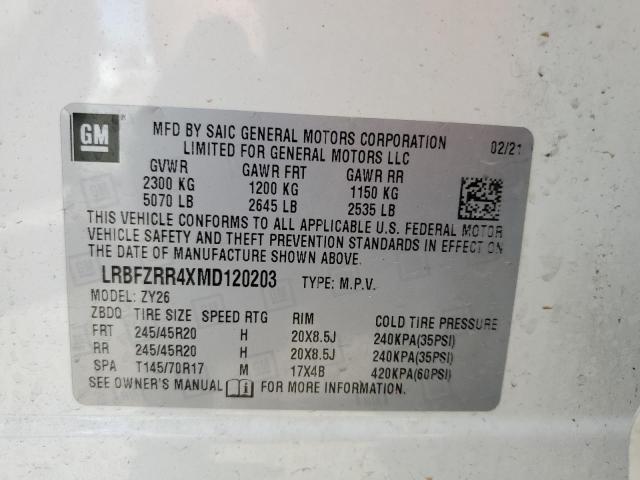 GM
MFD BY SAIC GENERAL MOTORS CORPORATION
LIMITED FOR GENERAL MOTORS LLC
02/21
GVWR GAWR FRT GAWR RR
2300 KG 1200 KG 1150 KG
5070 LB 2645 LB 2535 LB
THIS VEHICLE CONFORMS TO ALL APPLICABLE U.S. FEDERAL MOTOR
VEHICLE SAFETY AND THEFT PREVENTION STANDARDS IN EFFECT ON
THE DATE OF MANUFACTURE SHOWN ABOVE.
LRBFZRR4XMD120203 TYPE: M.P.V.
MODEL: ZY26
ZBDQ TIRE SIZE SPEED RTG RIM COLD TIRE PRESSURE
FRT 245/45R20 H 20X8.5J 240KPA(35PSI)
RR 245/45R20 H 20X8.5J 240KPA(35PSI)
SPA T145/70R17 M 17X4B 420KPA(60PSI)
SEE OWNER'S MANUAL FOR MORE INFORMATION